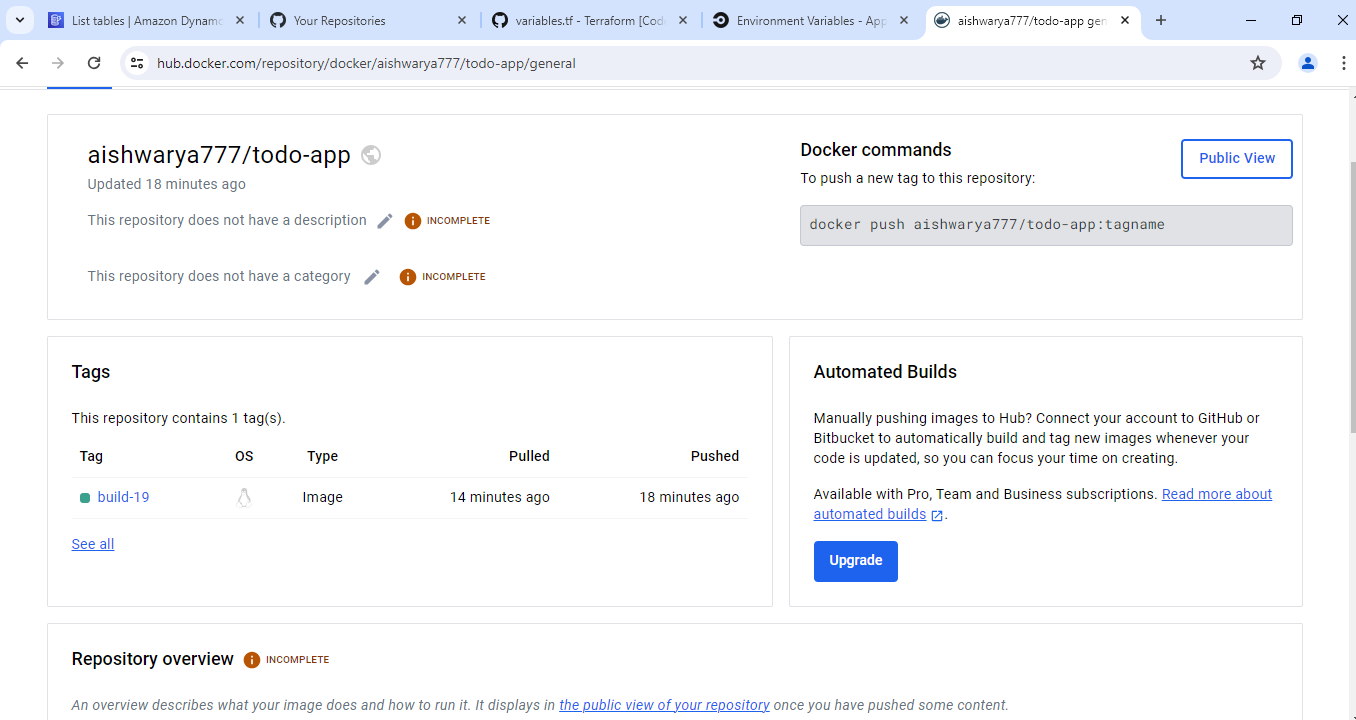 List tables | Amazon Dynamo
Your Repositories
variables.tf - Terraform [Cod
Environment Variables - App
aishwarya777/todo-app gen
hub.docker.com/repository/docker/aishwarya777/todo-app/general
aishwarya777/todo-app
Updated 18 minutes ago
This repository does not have a description
INCOMPLETE
This repository does not have a category
INCOMPLETE
Docker commands
Public View
To push a new tag to this repository:
docker push aishwarya777/todo-app:tagname
Tags
This repository contains 1 tag(s).
Tag OS Type Pulled Pushed
build-19 Image 14 minutes ago 18 minutes ago
See all
Automated Builds
Manually pushing images to Hub? Connect your account to GitHub or
Bitbucket to automatically build and tag new images whenever your
code is updated, so you can focus your time on creating.
Available with Pro, Team and Business subscriptions. Read more about
automated builds .
Upgrade
Repository overview
INCOMPLETE
An overview describes what your image does and how to run it. It displays in the public view of your repository once you have pushed some content.